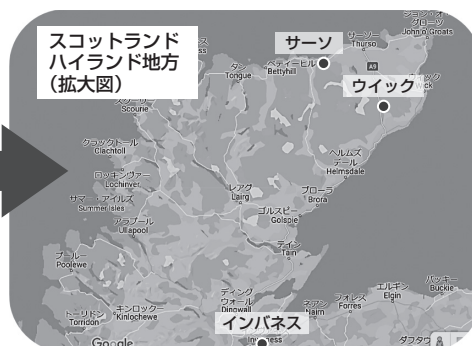 スコットランド
ハイランド地方
（拡大図）
ジョン・オ・
グローツ
John o' Groats
サーソ
Thurso
タン
Tongue
ベティーヒル
Bettyhill
A9
ウイック
Scourie
クラックトール
Clachtoll
ロッキンヴァー
Lochinver
ヘルムズ
デール
Helmsdale
サマー・アイルズ
Summer Isles
レアグ
Lairg
ブローラ
Brora
アラプール
Ullapool
ゴルスピー
Golspie
テイン
Tain
プールー
Poolewe
トーリドン
Torridon
キンロッキー
Kinlochewe
ディング
ウォール
Dingwall
ネアン
Nairn
フォレス
Forres
エルギン
Elgin
バッキー
Buckie
インバネス
Google